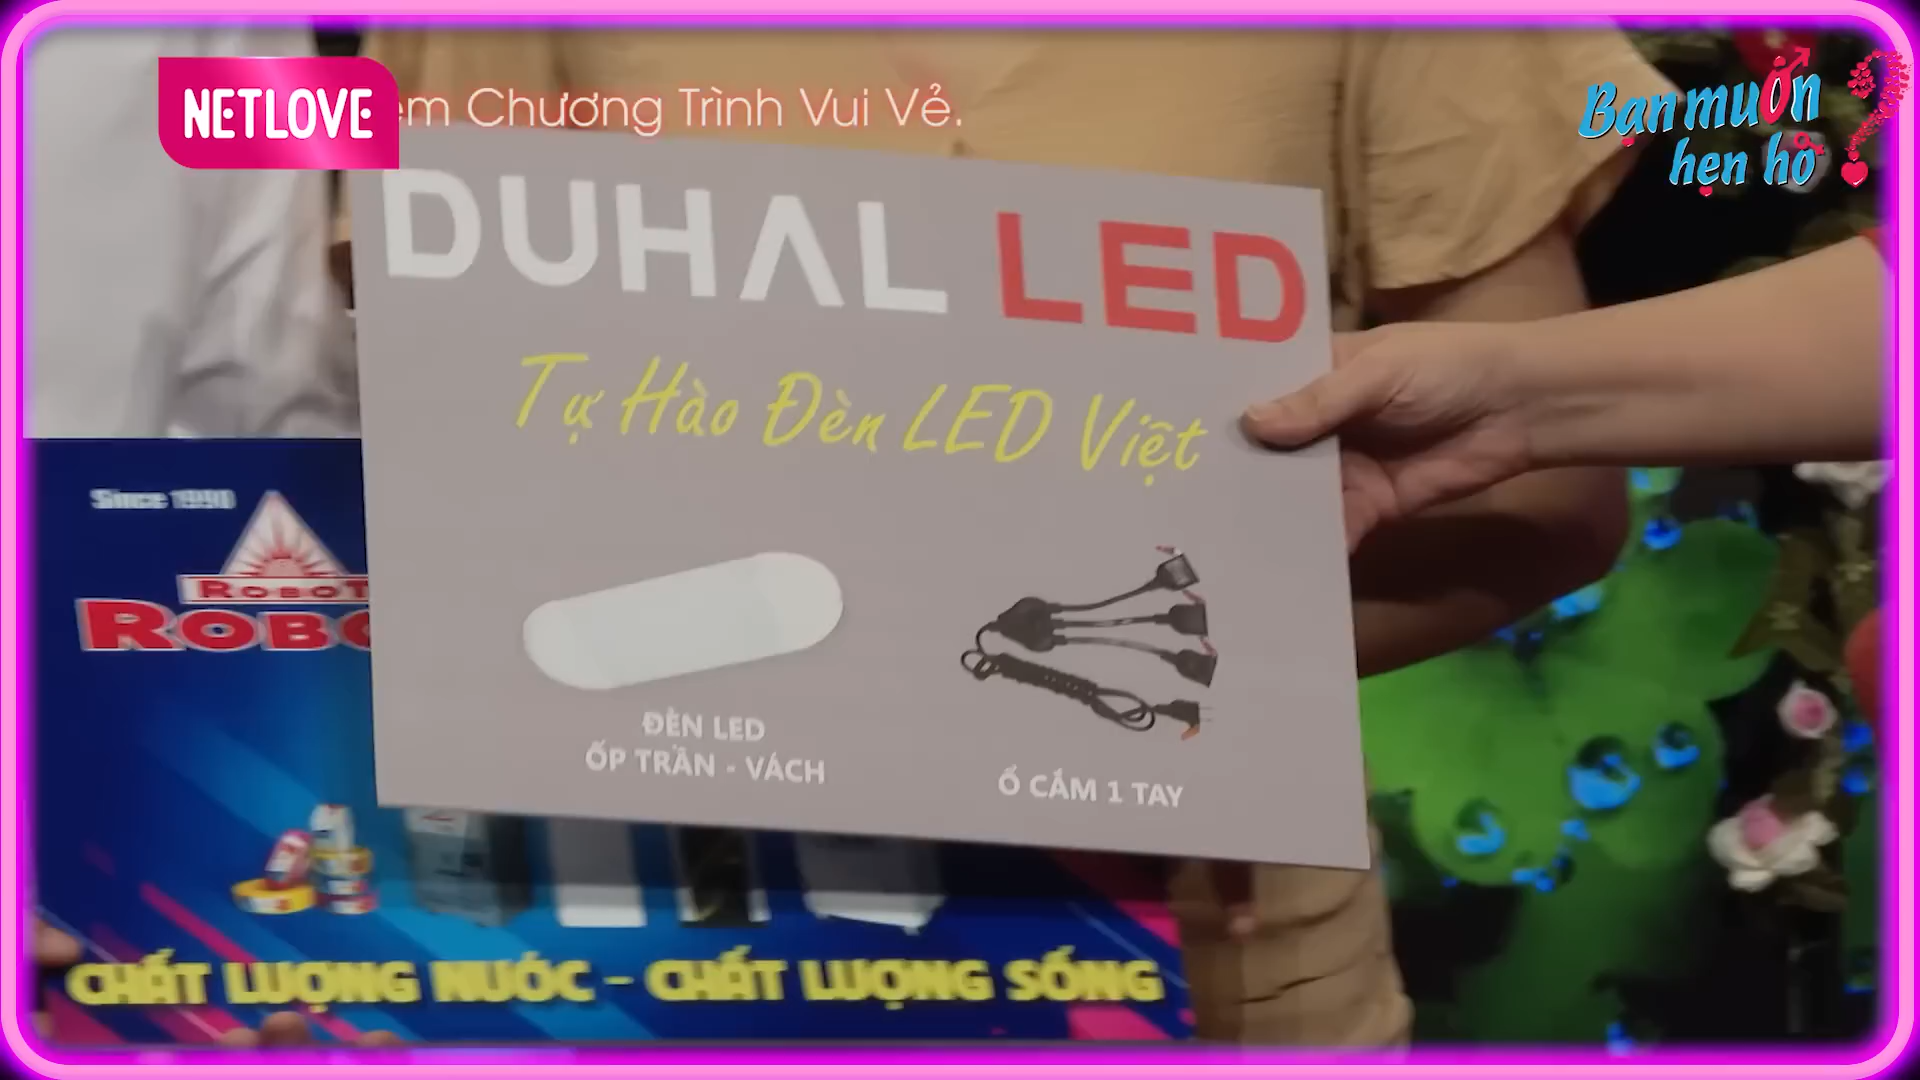 NETLOVE
em Chương Trình Vui Vẻ.
Bạn muốn
hẹn hò
DUHAL LED
Tự Hào Đèn LED Việt
Since 1990
ROBOT
ĐÈN LED
ỐP TRẦN - VÁCH
Ổ CẮM 1 TAY
CHẤT LƯỢNG NƯỚC - CHẤT LƯỢNG SỐNG